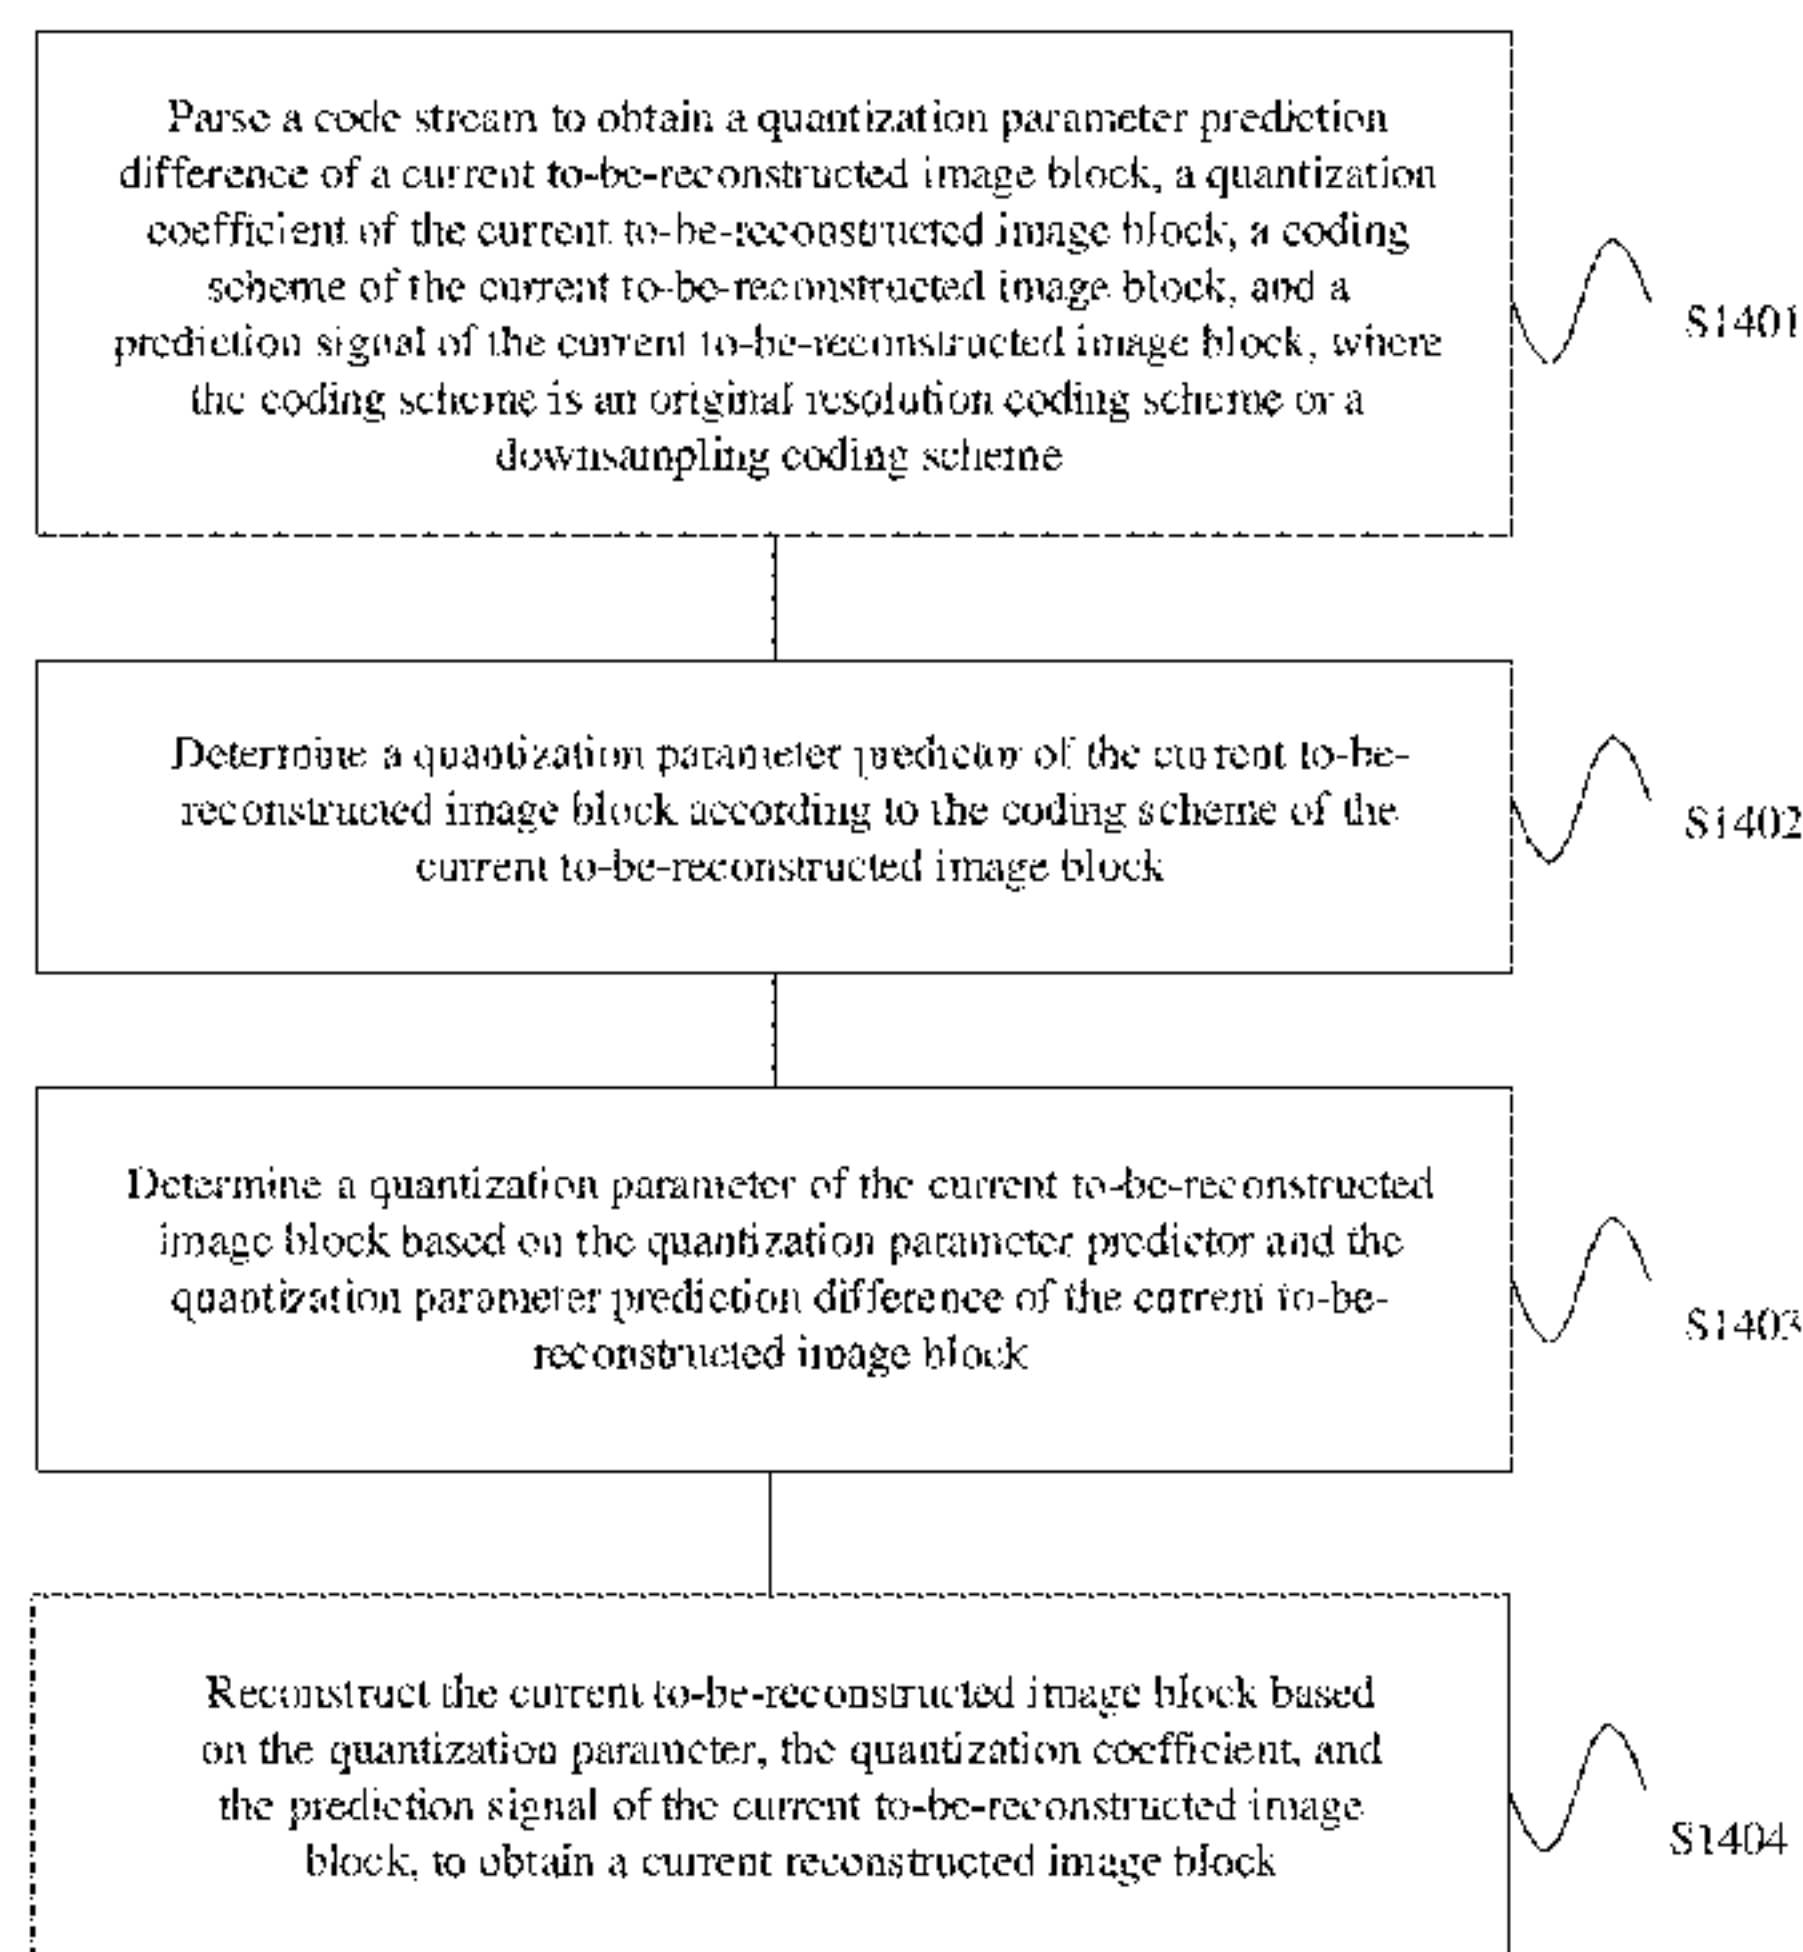 Parse a code stream to obtain a quantization parameter prediction
difference of a current to-be-reconstructed image block, a quantization
coefficient of the current to-be-reconstructed image block, a coding
scheme of the current to-be-reconstructed image block, and a
prediction signal of the current to-be-reconstructed image block, where
the coding scheme is an original resolution coding scheme or a
downsampling coding scheme
S1401
Determine a quantization parameter predictor of the current to-be-
reconstructed image block according to the coding scheme of the
current to-be-reconstructed image block
S1402
Determine a quantization parameter of the current to-be-reconstructed
image block based on the quantization parameter predictor and the
quantization parameter prediction difference of the current to-be-
reconstructed image block
S1403
Reconstruct the current to-be-reconstructed image block based
on the quantization parameter, the quantization coefficient, and
the prediction signal of the current to-be-reconstructed image
block, to obtain a current reconstructed image block
S1404